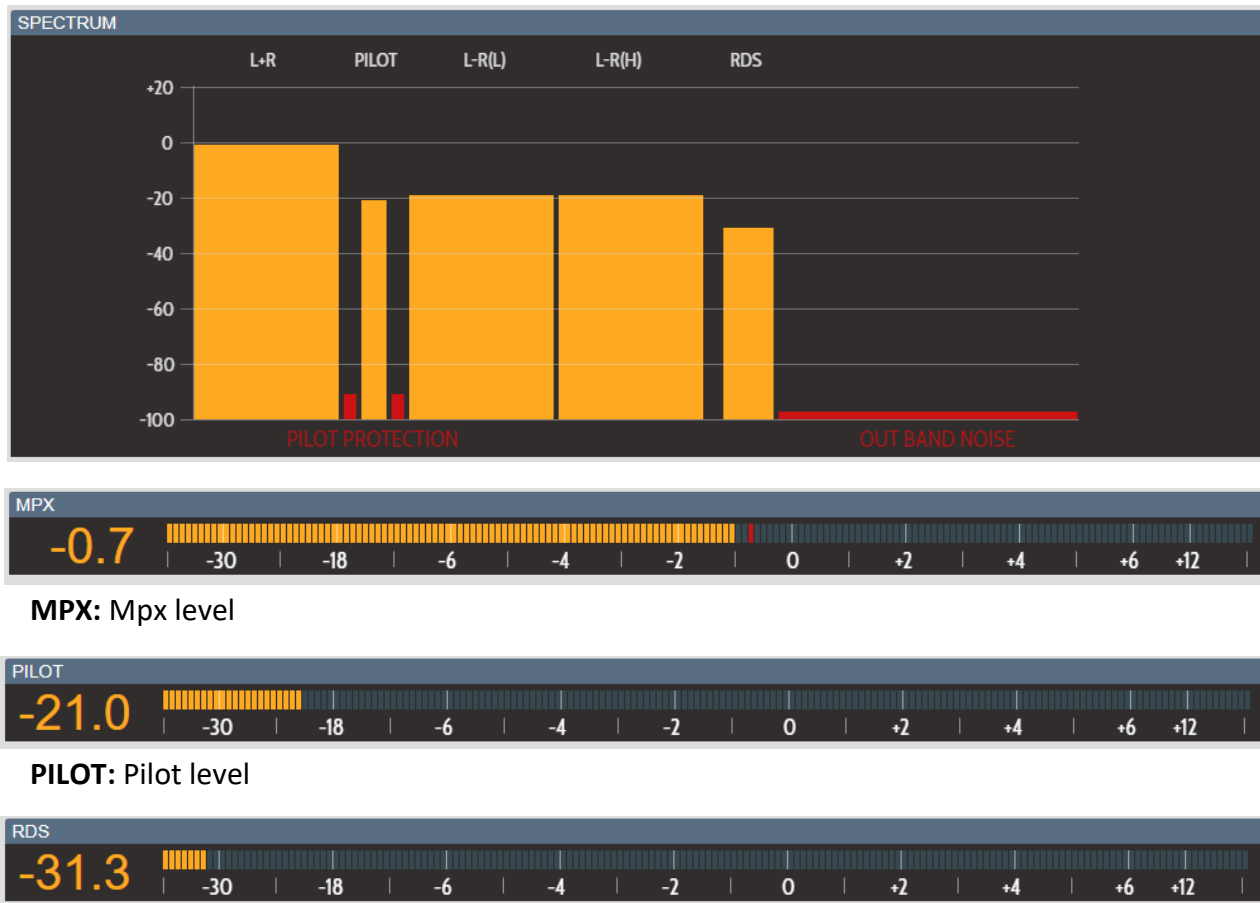 SPECTRUM
L+R PILOT L-R(L) L-R(H) RDS
+20
0
-20
-40
-60
-80
-100
PILOT PROTECTION OUT BAND NOISE
MPX
-0.7
-30 -18 -6 -4 -2 0 +2 +4 +6 +12
MPX: Mpx level
PILOT
-21.0
-30 -18 -6 -4 -2 0 +2 +4 +6 +12
PILOT: Pilot level
RDS
-31.3
-30 -18 -6 -4 -2 0 +2 +4 +6 +12